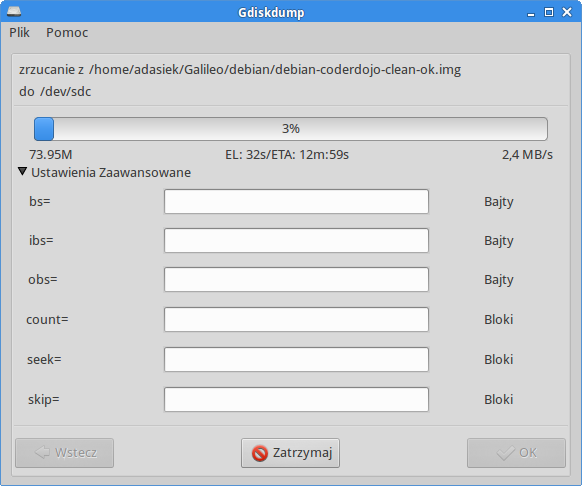 Gdiskdump
Plik Pomoc
zrzucanie z /home/adasiek/Galileo/debian/debian-coderdojo-clean-ok.img
do /dev/sdc
3%
73.95M EL: 32s/ETA: 12m:59s 2,4 MB/s
Ustawienia Zaawansowane
bs= Bajty
ibs= Bajty
obs= Bajty
count= Bloki
seek= Bloki
skip= Bloki
Wstecz Zatrzymaj OK